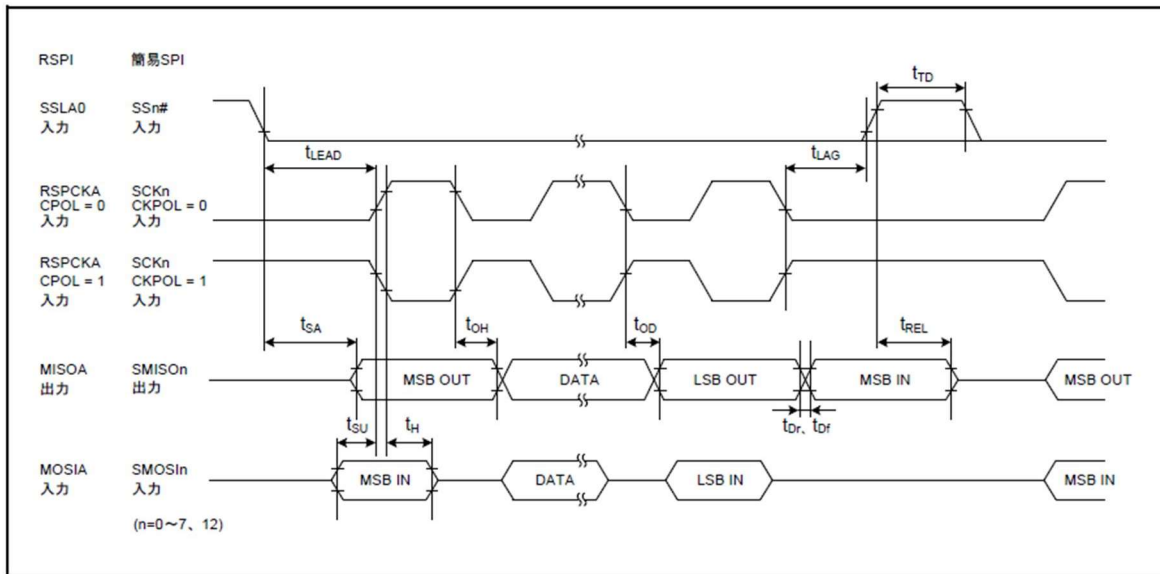 RSPI 簡易SPI
tTD
SSLA0 SSn#
入力 入力
tLEAD tLAG
RSPCKA SCKn
CPOL = 0 CKPOL = 0
入力 入力
RSPCKA SCKn
CPOL = 1 CKPOL = 1
入力 入力
tSA tOH tOD tREL
MISOA SMISOn MSB OUT DATA LSB OUT MSB IN MSB OUT
出力 出力
tSU tH tDr、tDf
MOSIA SMOSIn MSB IN DATA LSB IN MSB IN
入力 入力
(n=0～7、12)